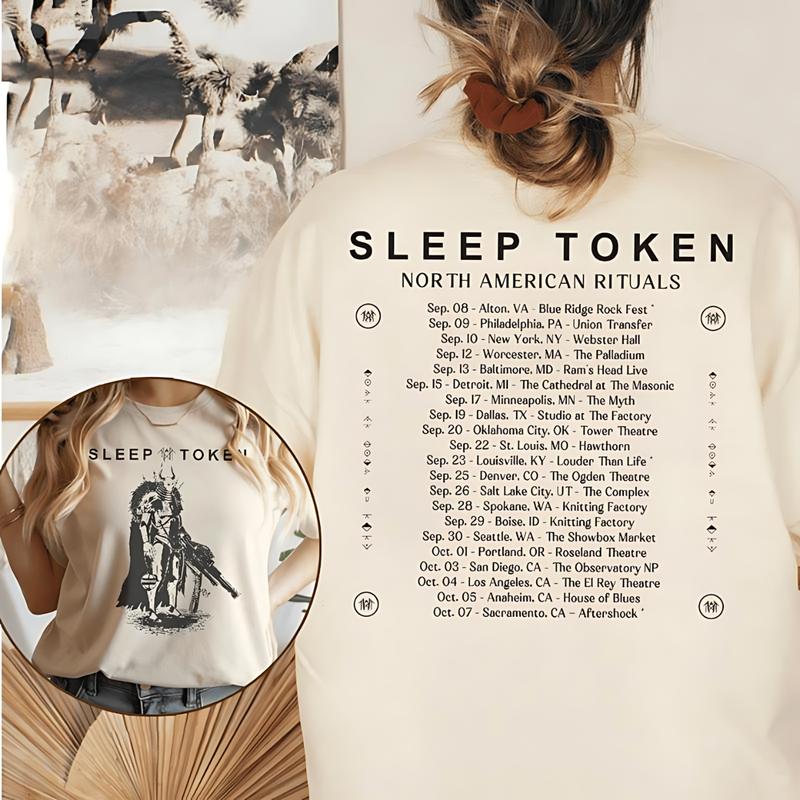 SLEEP TOKEN
NORTH AMERICAN RITUALS
Sep. 08 - Alton, VA - Blue Ridge Rock Fest *
Sep. 09 - Philadelphia, PA - Union Transfer
Sep. 10 - New York, NY - Webster Hall
Sep. 12 - Worcester, MA - The Palladium
Sep. 13 - Baltimore, MD - Ram's Head Live
Sep. 15 - Detroit, MI - The Cathedral at The Masonic
Sep. 17 - Minneapolis, MN - The Myth
Sep. 19 - Dallas, TX - Studio at The Factory
Sep. 20 - Oklahoma City, OK - Tower Theatre
Sep. 22 - St. Louis, MO - Hawthorn
Sep. 23 - Louisville, KY - Louder Than Life *
Sep. 25 - Denver, CO - The Ogden Theatre
Sep. 26 - Salt Lake City, UT - The Complex
Sep. 28 - Spokane, WA - Knitting Factory
Sep. 29 - Boise, ID - Knitting Factory
Sep. 30 - Seattle, WA - The Showbox Market
Oct. 01 - Portland, OR - Roseland Theatre
Oct. 03 - San Diego, CA - The Observatory NP
Oct. 04 - Los Angeles, CA - The El Rey Theatre
Oct. 05 - Anaheim, CA - House of Blues
Oct. 07 - Sacramento, CA – Aftershock *
SLEEP TOKEN